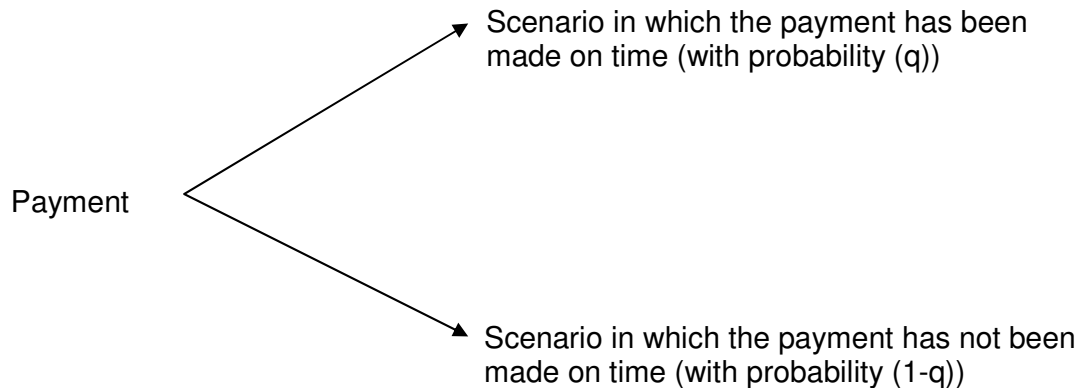 Scenario in which the payment has been
made on time (with probability (q))
Payment
Scenario in which the payment has not been
made on time (with probability (1-q))